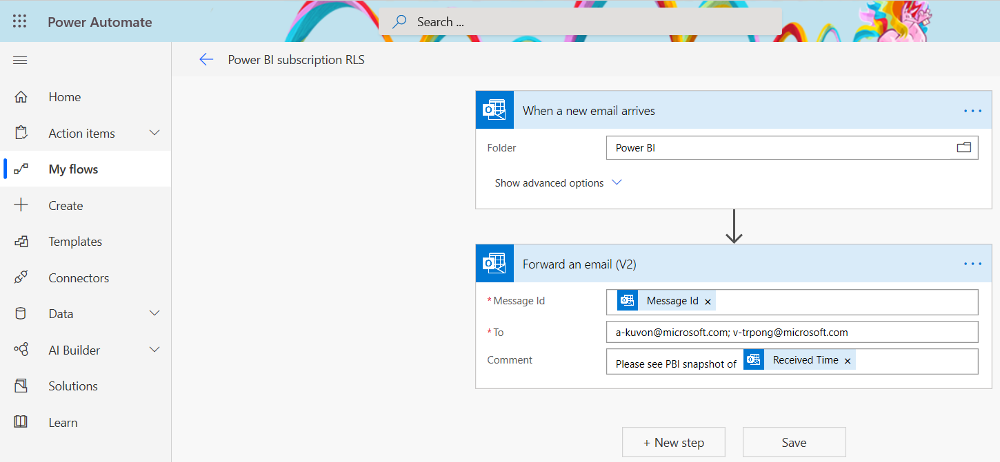 Power Automate
Search ...
Power BI subscription RLS
Home
Action items
My flows
Create
Templates
Connectors
Data
AI Builder
Solutions
Learn
When a new email arrives
Folder
Power BI
Show advanced options
Forward an email (V2)
* Message Id
Message Id ×
* To
a-kuvon@microsoft.com; v-trpong@microsoft.com
Comment
Please see PBI snapshot of Received Time ×
+ New step
Save